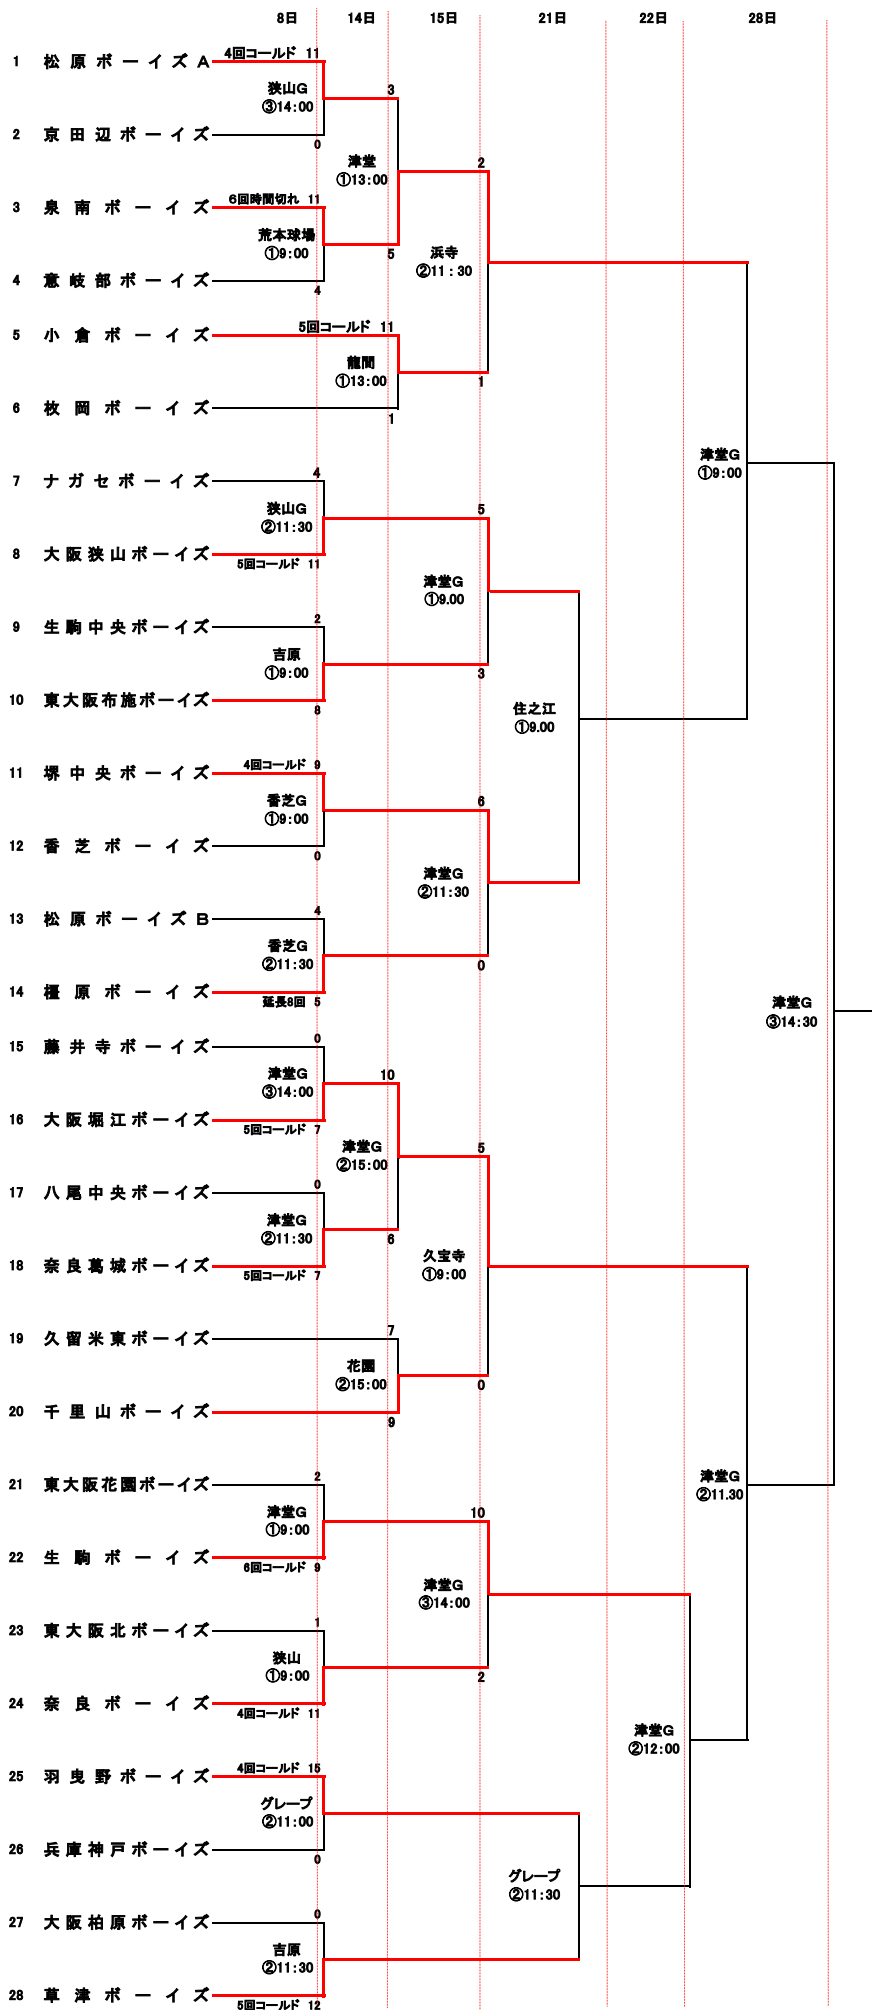 8日 14日 15日 21日 22日 28日
4回コールド 11
1 松原ボーイズA
狭山G
3
③14:00
2 京田辺ボーイズ
0
津堂
2
①13:00
6回時間切れ 11
3 泉南ボーイズ
荒本球場
①9:00
5
浜寺
②11:30
4 意岐部ボーイズ
4
5回コールド 11
5 小倉ボーイズ
龍間
①13:00
1
6 枚岡ボーイズ
1
津堂G
①9:00
4
7 ナガセボーイズ
狭山G
5
②11:30
8 大阪狭山ボーイズ
5回コールド 11
津堂G
①9.00
2
9 生駒中央ボーイズ
吉原
①9:00
3
10 東大阪布施ボーイズ
8
住之江
①9.00
4回コールド 9
11 堺中央ボーイズ
香芝G
6
①9:00
12 香芝ボーイズ
0
津堂G
②11:30
4
13 松原ボーイズB
香芝G
②11:30
0
14 橿原ボーイズ
延長8回 5
津堂G
③14:30
0
15 藤井寺ボーイズ
津堂G
10
③14:00
16 大阪堀江ボーイズ
5回コールド 7
津堂G
5
②15:00
0
17 八尾中央ボーイズ
津堂G
②11:30
6
久宝寺
①9:00
18 奈良葛城ボーイズ
5回コールド 7
7
19 久留米東ボーイズ
花園
②15:00
0
20 千里山ボーイズ
9
2
21 東大阪花園ボーイズ
津堂G
②11.30
津堂G
10
①9:00
22 生駒ボーイズ
6回コールド 9
津堂G
③14:00
1
23 東大阪北ボーイズ
狭山
①9:00
2
24 奈良ボーイズ
4回コールド 11
津堂G
②12:00
4回コールド 15
25 羽曳野ボーイズ
グレープ
②11:00
26 兵庫神戸ボーイズ
0
グレープ
②11:30
0
27 大阪柏原ボーイズ
吉原
②11:30
28 草津ボーイズ
5回コールド 12